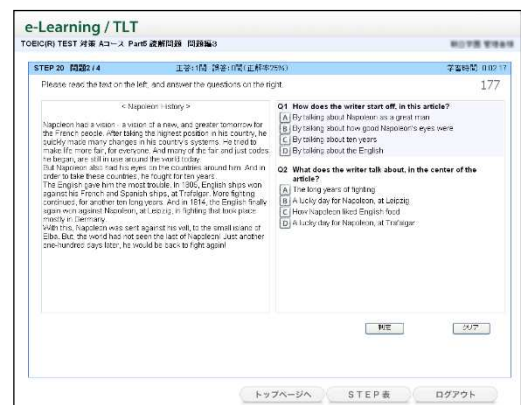 e-Learning / TLT
TOEIC(R) TEST 対策 Aコース Part5 読解問題 問題編3
STEP 20 問題2 / 4 正答:1問 誤答:0問(正解率25%) 学習時間 0:02:17
Please read the text on the left, and answer the questions on the right.
177
< Napoleon History >
Napoleon had a vision - a vision of a new, and greater tomorrow for
the French people. After taking the highest position in his country, he
quickly made many changes in his country's systems. He tried to
make life more fair, for everyone. And many of the fair and just codes
he began, are still in use around the world today.
But Napoleon also had his eyes on the countries around him. And in
order to take these countries, he fought for ten years.
The English gave him the most trouble. In 1805, English ships won
against his French and Spanish ships, at Trafalgar. More fighting
continued, for another ten long years. And in 1814, the English finally
again won against Napoleon, at Leipzig, in fighting that took place
mostly in Germany.
With this, Napoleon was sent against his will, to the small island of
Elba. But, the world had not seen the last of Napoleon! Just another
one-hundred days later, he would be back to fight again!
Q1 How does the writer start off, in this article?
A By talking about Napoleon as a great man
B By talking about how good Napoleon's eyes were
C By talking about ten years
D By talking about the English
Q2 What does the writer talk about, in the center of the
article?
A The long years of fighting
B A lucky day for Napoleon, at Leipzig
C How Napoleon liked English food
D A lucky day for Napoleon, at Trafalgar
判定 クリア
トップページへ STEP表 ログアウト